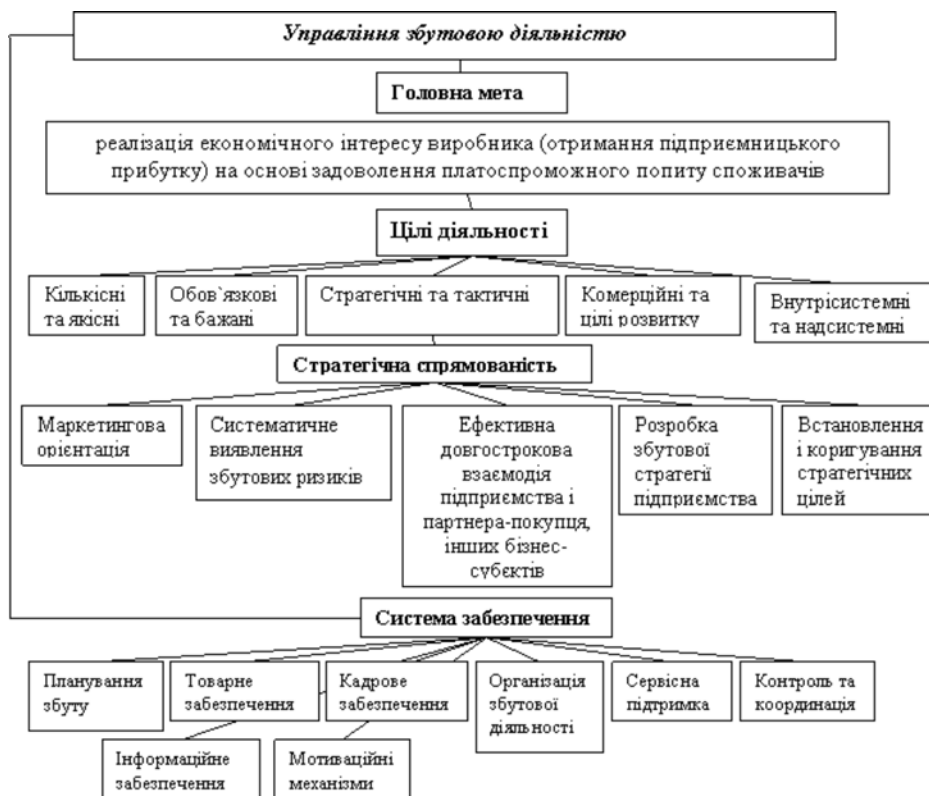 Управління збутовою діяльністю
Головна мета
реалізація економічного інтересу виробника (отримання підприємницького
прибутку) на основі задоволення платоспроможного попиту споживачів
Цілі діяльності
Кількісні
та якісні
Обов`язкові
та бажані
Стратегічні та тактичні
Комерційні та
цілі розвитку
Внутрісистемні
та надсистемні
Стратегічна спрямованість
Маркетингова
орієнтація
Систематичне
виявлення
збутових ризиків
Ефективна
довгострокова
взаємодія
підприємства і
партнера-покупця,
інших бізнес-
субєктів
Розробка
збутової
стратегії
підприємства
Встановлення
і коригування
стратегічних
цілей
Система забезпечення
Планування
збуту
Товарне
забезпечення
Кадрове
забезпечення
Організація
збутової
діяльності
Сервісна
підтримка
Контроль та
координація
Інформаційне
забезпечення
Мотиваційні
механізми